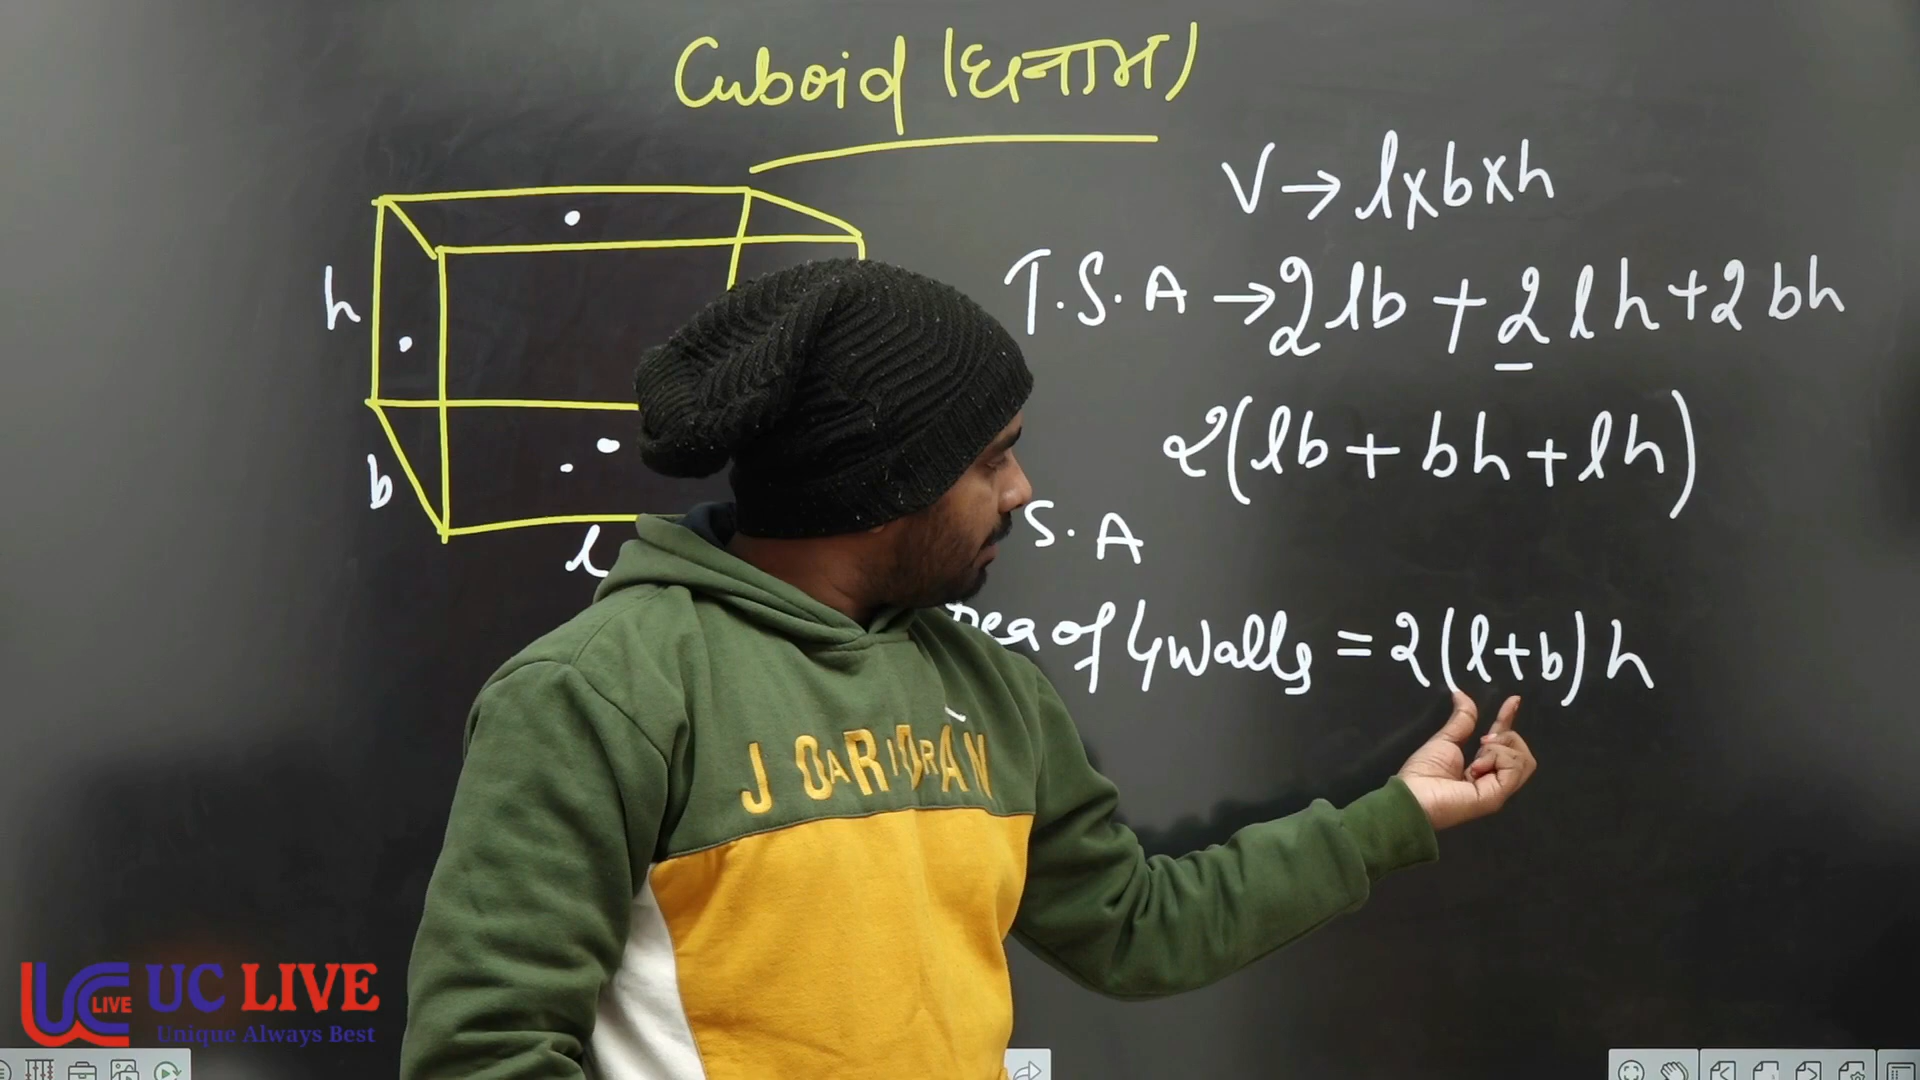 Cuboid (घनाभ)
V → l×b×h
h
T.S.A → 2lb + 2lh + 2bh
2(lb + bh + lh)
b
S.A
l
of 4 walls = 2(l+b)h
JORDAN
LIVE
UC LIVE
Unique Always Best